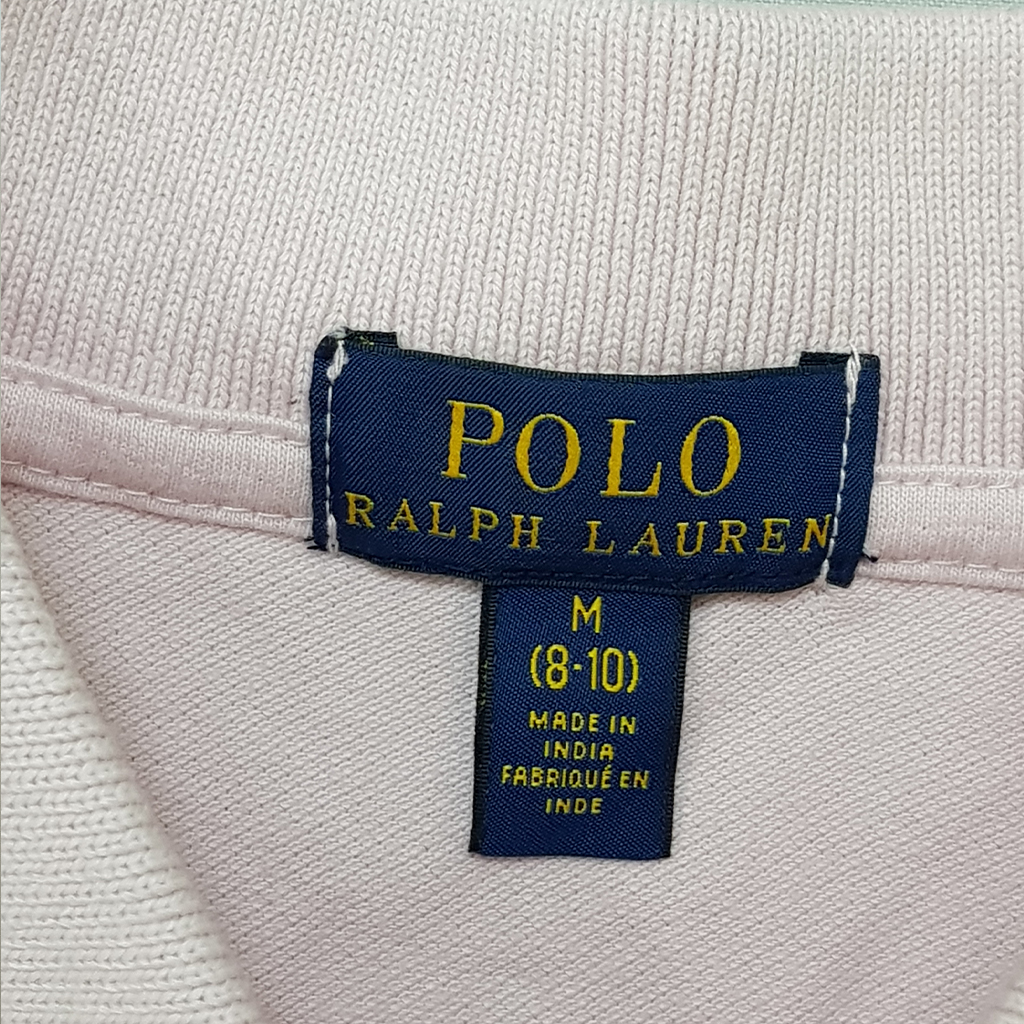 POLO
RALPH LAUREN
M
(8-10)
MADE IN
INDIA
FABRIQUÉ EN
INDE